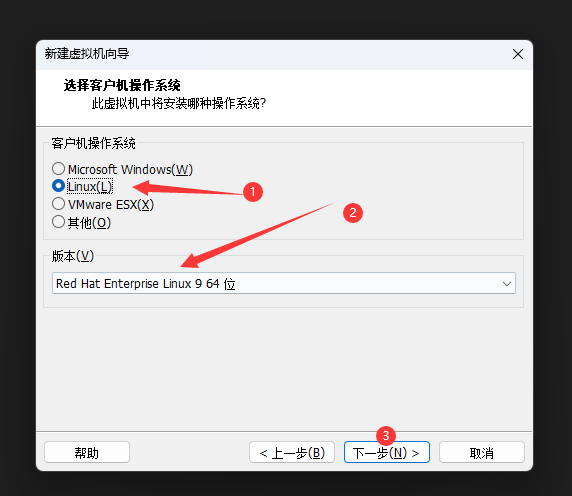 新建虚拟机向导
选择客户机操作系统
此虚拟机中将安装哪种操作系统?
客户机操作系统
Microsoft Windows(W)
Linux(L)
1
VMware ESX(X)
2
其他(O)
版本(V)
Red Hat Enterprise Linux 9 64 位
3
帮助
< 上一步(B)
下一步(N) >
取消